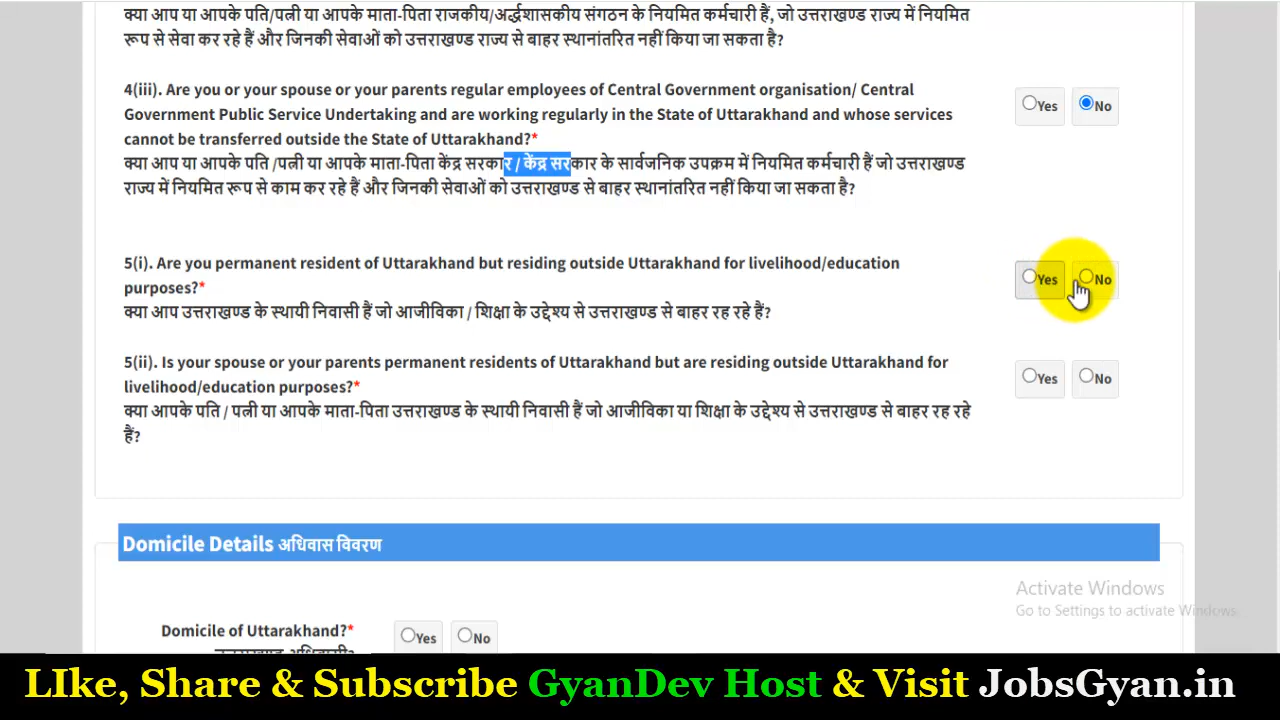 क्या आप या आपके पति/पत्नी या आपके माता-पिता राजकीय/अर्द्धशासकीय संगठन के नियमित कर्मचारी हैं, जो उत्तराखण्ड राज्य में नियमित
रूप से सेवा कर रहे हैं और जिनकी सेवाओं को उत्तराखण्ड राज्य से बाहर स्थानांतरित नहीं किया जा सकता है?
4(iii). Are you or your spouse or your parents regular employees of Central Government organisation/ Central
Government Public Service Undertaking and are working regularly in the State of Uttarakhand and whose services
cannot be transferred outside the State of Uttarakhand?*
Yes No
क्या आप या आपके पति /पत्नी या आपके माता-पिता केंद्र सरकार / केंद्र सरकार के सार्वजनिक उपक्रम में नियमित कर्मचारी हैं जो उत्तराखण्ड
राज्य में नियमित रूप से काम कर रहे हैं और जिनकी सेवाओं को उत्तराखण्ड से बाहर स्थानांतरित नहीं किया जा सकता है?
5(i). Are you permanent resident of Uttarakhand but residing outside Uttarakhand for livelihood/education
purposes?*
Yes No
क्या आप उत्तराखण्ड के स्थायी निवासी हैं जो आजीविका / शिक्षा के उद्देश्य से उत्तराखण्ड से बाहर रह रहे हैं?
5(ii). Is your spouse or your parents permanent residents of Uttarakhand but are residing outside Uttarakhand for
livelihood/education purposes?*
Yes No
क्या आपके पति / पत्नी या आपके माता-पिता उत्तराखण्ड के स्थायी निवासी हैं जो आजीविका या शिक्षा के उद्देश्य से उत्तराखण्ड से बाहर रह रहे
हैं?
Domicile Details अधिवास विवरण
Activate Windows
Go to Settings to activate Windows.
Domicile of Uttarakhand?*
Yes No
LIke, Share & Subscribe GyanDev Host & Visit JobsGyan.in